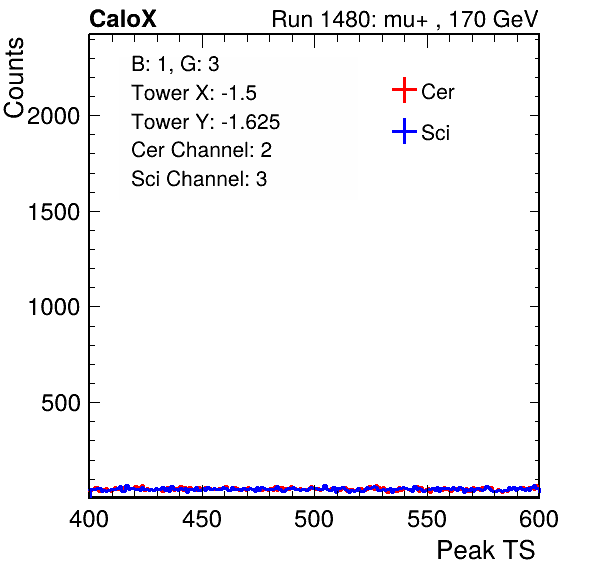 CaloX Run 1480: mu+ , 170 GeV
Counts
B: 1, G: 3
Tower X: -1.5
Tower Y: -1.625
Cer Channel: 2
Sci Channel: 3
Cer
Sci
2000
1500
1000
500
400 450 500 550 600
Peak TS